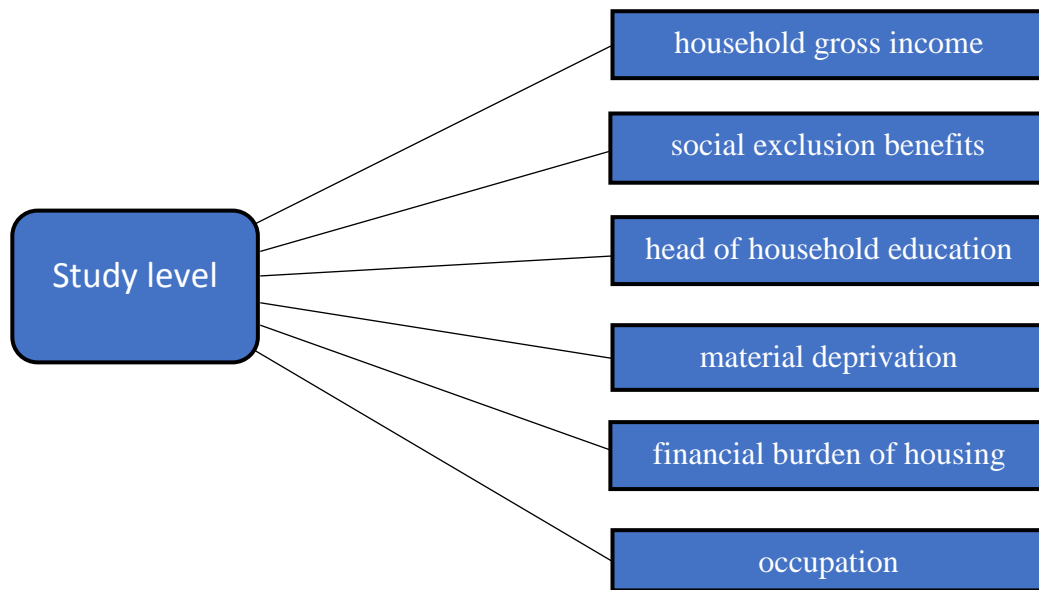 household gross income
social exclusion benefits
head of household education
Study level
material deprivation
financial burden of housing
occupation